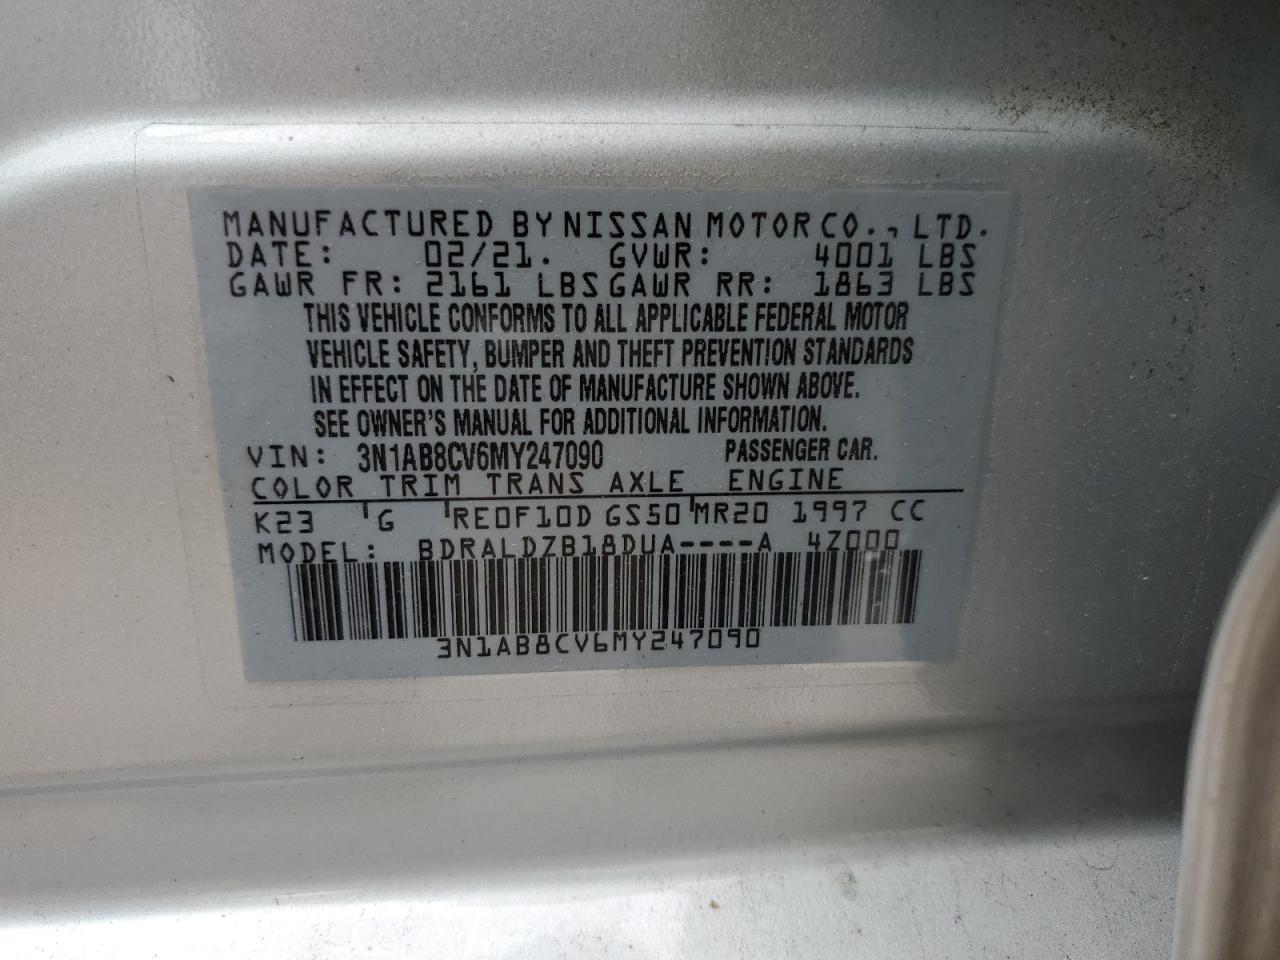 MANUFACTURED BY NISSAN MOTOR CO., LTD.
DATE: 02/21. GVWR: 4001 LBS
GAWR FR: 2161 LBS GAWR RR: 1863 LBS
THIS VEHICLE CONFORMS TO ALL APPLICABLE FEDERAL MOTOR
VEHICLE SAFETY, BUMPER AND THEFT PREVENTION STANDARDS
IN EFFECT ON THE DATE OF MANUFACTURE SHOWN ABOVE.
SEE OWNER'S MANUAL FOR ADDITIONAL INFORMATION.
VIN: 3N1AB8CV6MY247090 PASSENGER CAR.
COLOR TRIM TRANS AXLE ENGINE
K23 G RE0F10D GS50 MR20 1997 CC
MODEL: BDRALDZB18DUA----A 4Z000
3N1AB8CV6MY247090